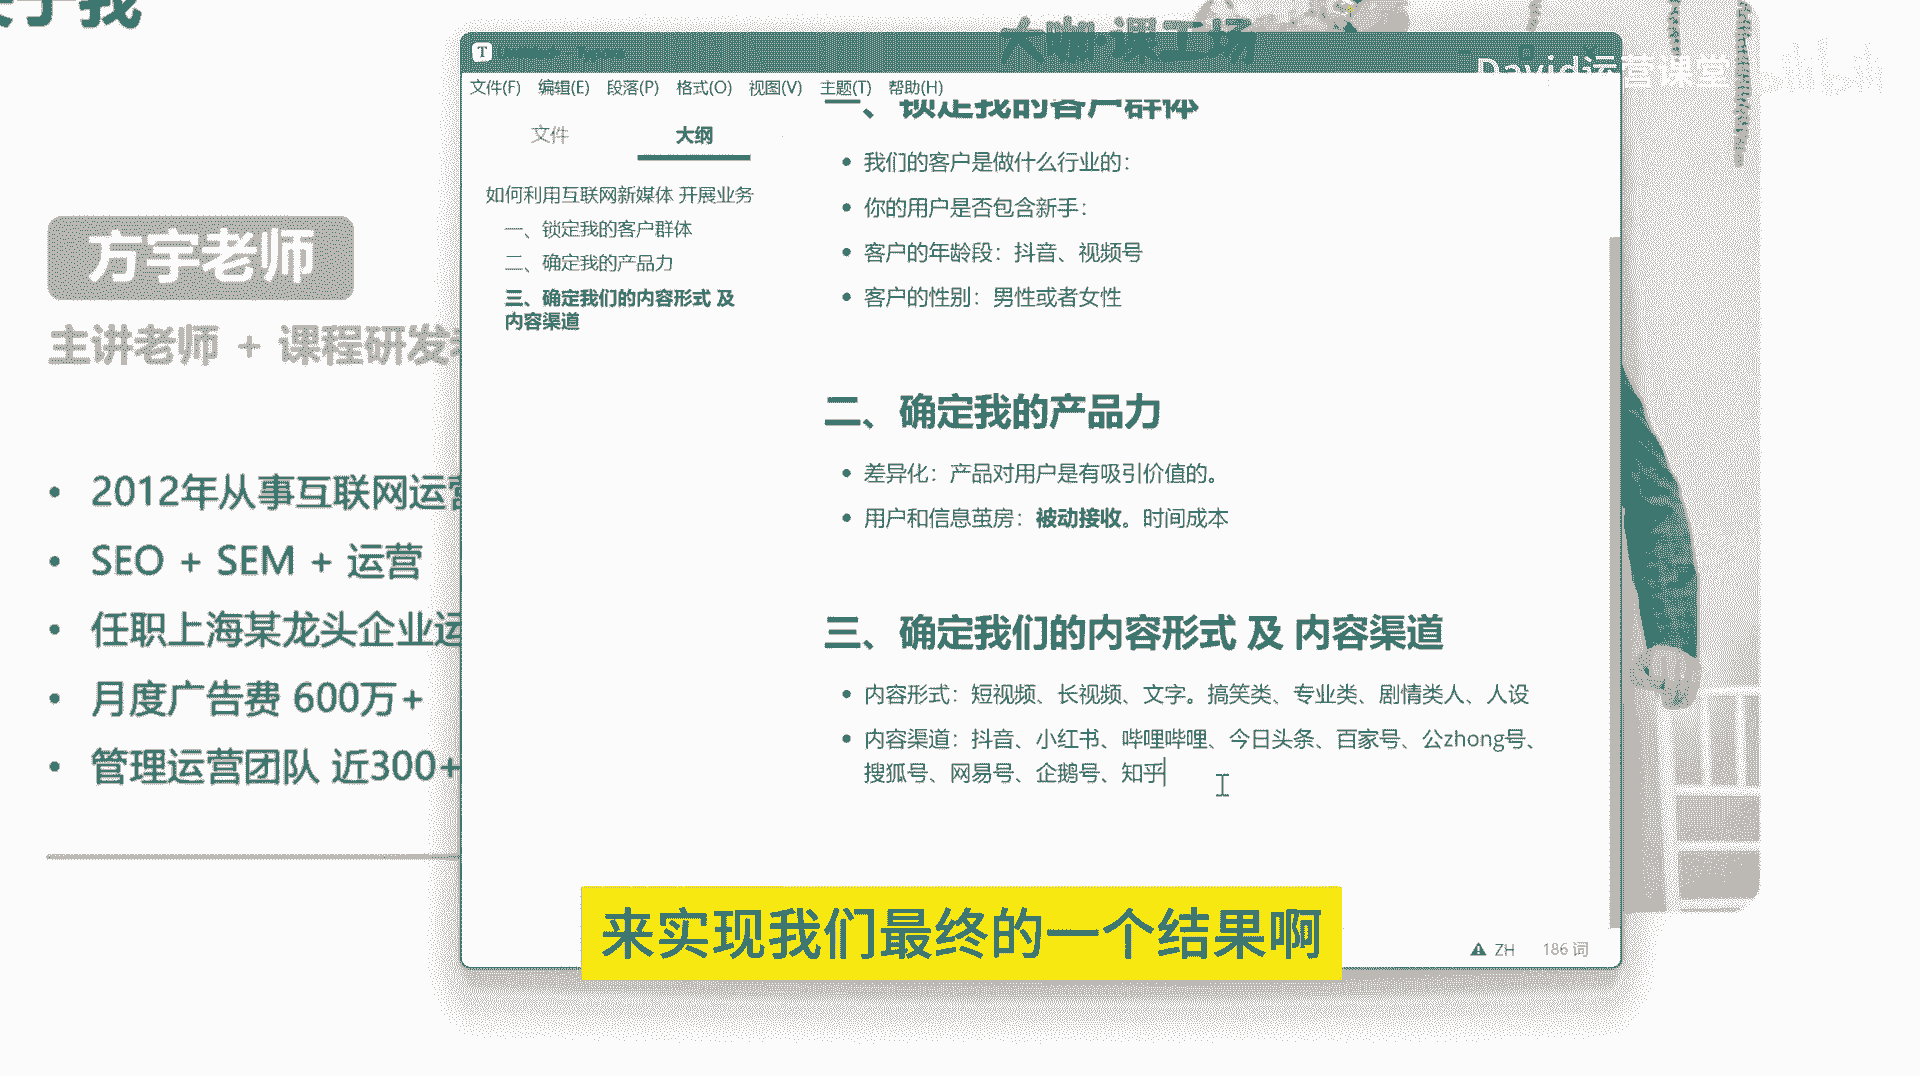 关于我
大咖·课工场
David运营课堂
bilibili
方宇老师
主讲老师 + 课程研发
2012年从事互联网运营
SEO + SEM + 运营
任职上海某龙头企业运
月度广告费 600万+
管理运营团队 近300+
文件(F) 编辑(E) 段落(P) 格式(O) 视图(V) 主题(T) 帮助(H)
文件 大纲
如何利用互联网新媒体 开展业务
一、锁定我的客户群体
二、确定我的产品力
三、确定我们的内容形式 及
内容渠道
一、锁定我的客户群体
我们的客户是做什么行业的：
你的用户是否包含新手：
客户的年龄段：抖音、视频号
客户的性别：男性或者女性
二、确定我的产品力
差异化：产品对用户是有吸引价值的。
用户和信息茧房：被动接收。时间成本
三、确定我们的内容形式 及 内容渠道
内容形式：短视频、长视频、文字。搞笑类、专业类、剧情类人、人设
内容渠道：抖音、小红书、哔哩哔哩、今日头条、百家号、公zhong号、
搜狐号、网易号、企鹅号、知乎
ZH 186 词
来实现我们最终的一个结果啊